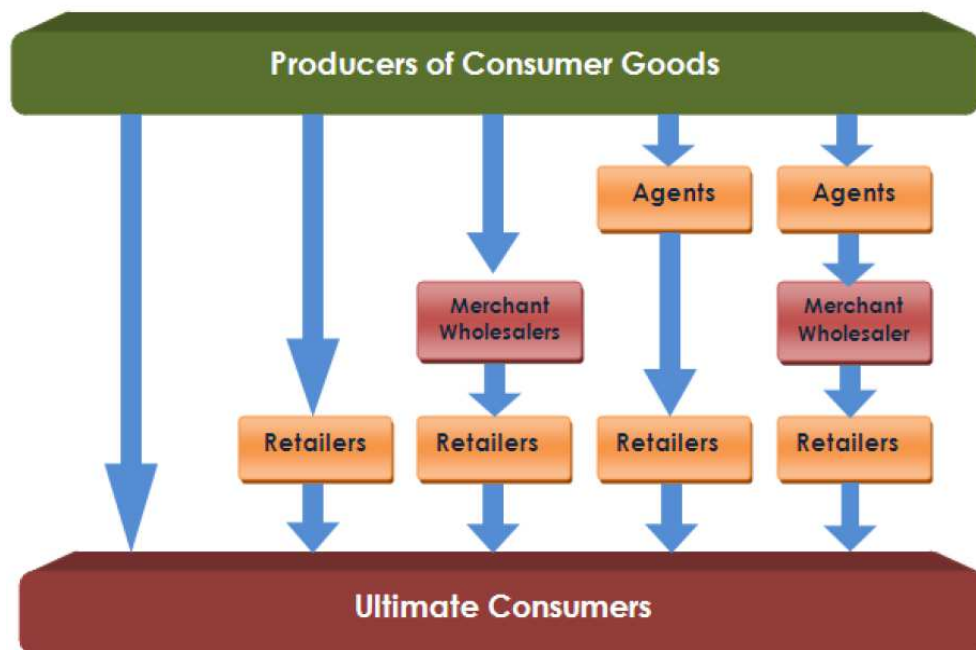 Producers of Consumer Goods
Agents
Agents
Merchant
Wholesalers
Merchant
Wholesaler
Retailers
Retailers
Retailers
Retailers
Ultimate Consumers